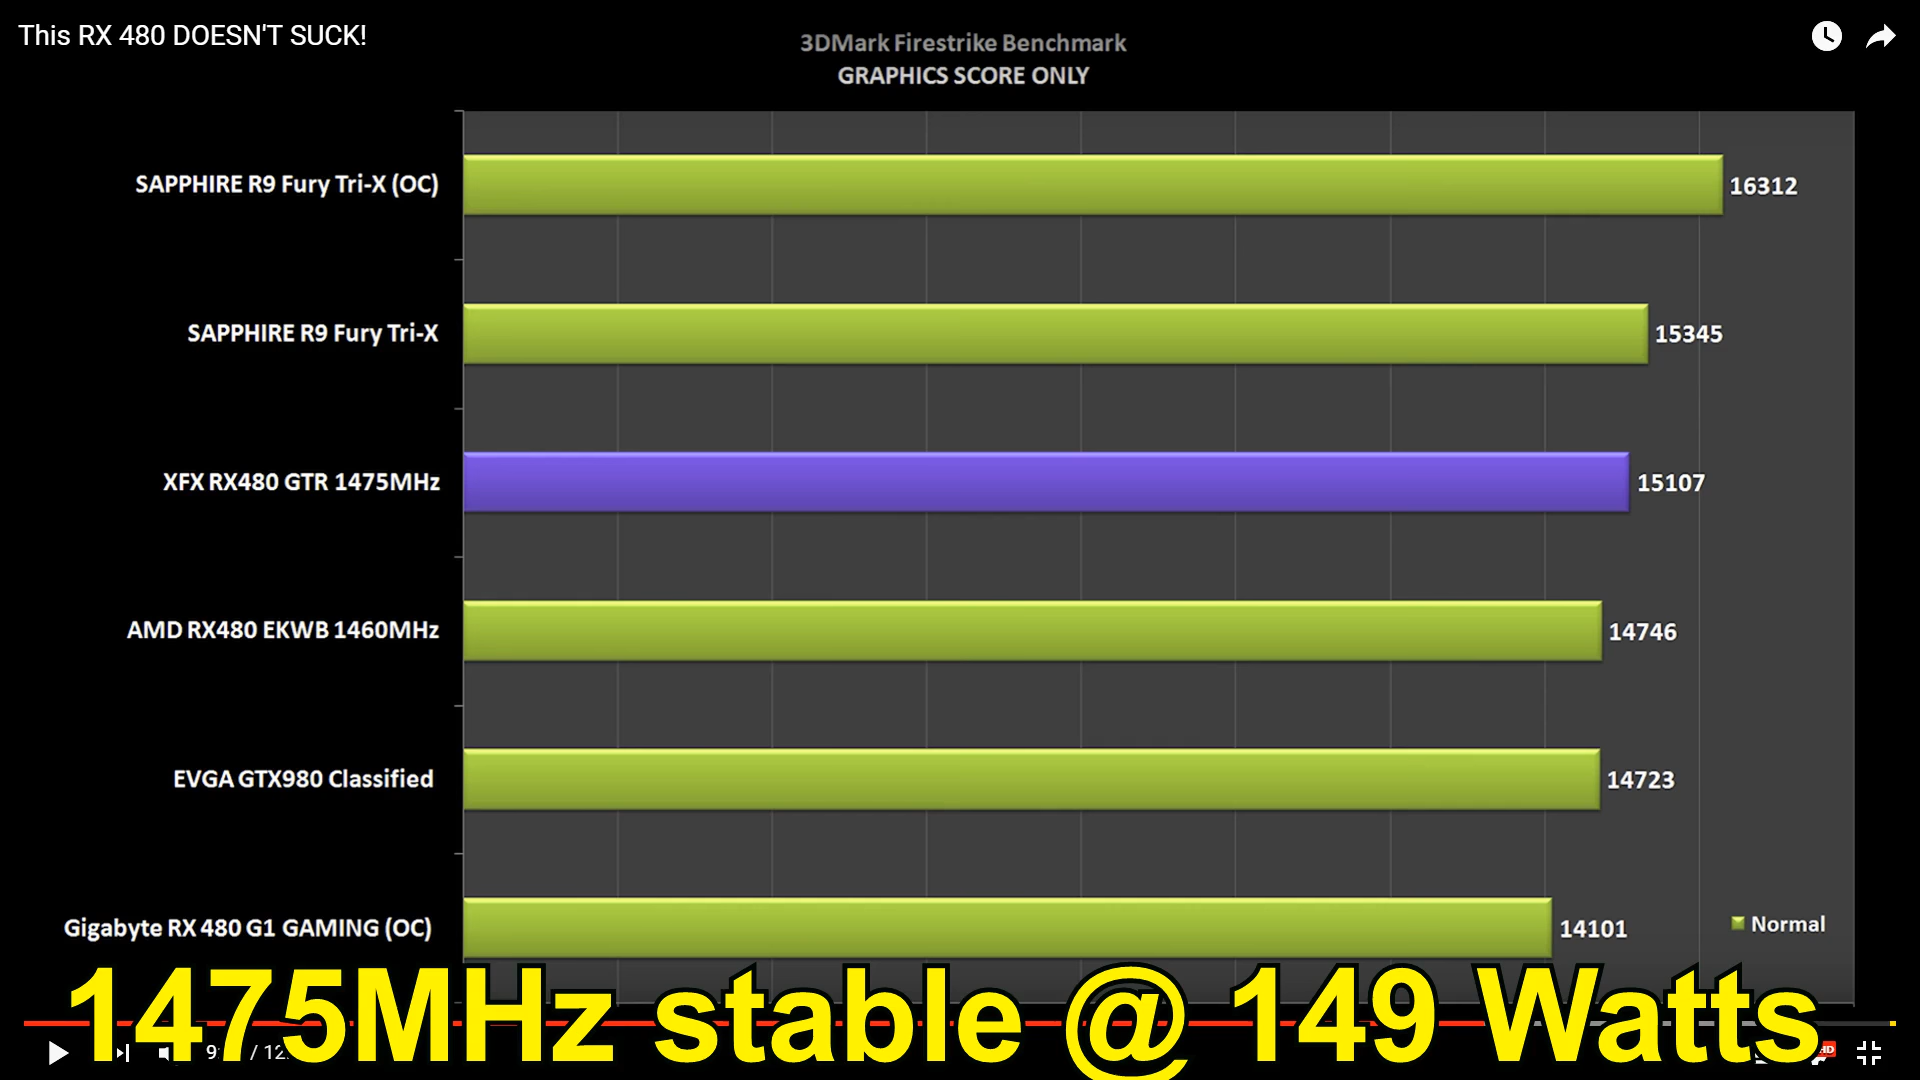 This RX 480 DOESN'T SUCK!
3DMark Firestrike Benchmark
GRAPHICS SCORE ONLY
SAPPHIRE R9 Fury Tri-X (OC) 16312
SAPPHIRE R9 Fury Tri-X 15345
XFX RX480 GTR 1475MHz 15107
AMD RX480 EKWB 1460MHz 14746
EVGA GTX980 Classified 14723
Gigabyte RX 480 G1 GAMING (OC) 14101
Normal
1475MHz stable @ 149 Watts
HD